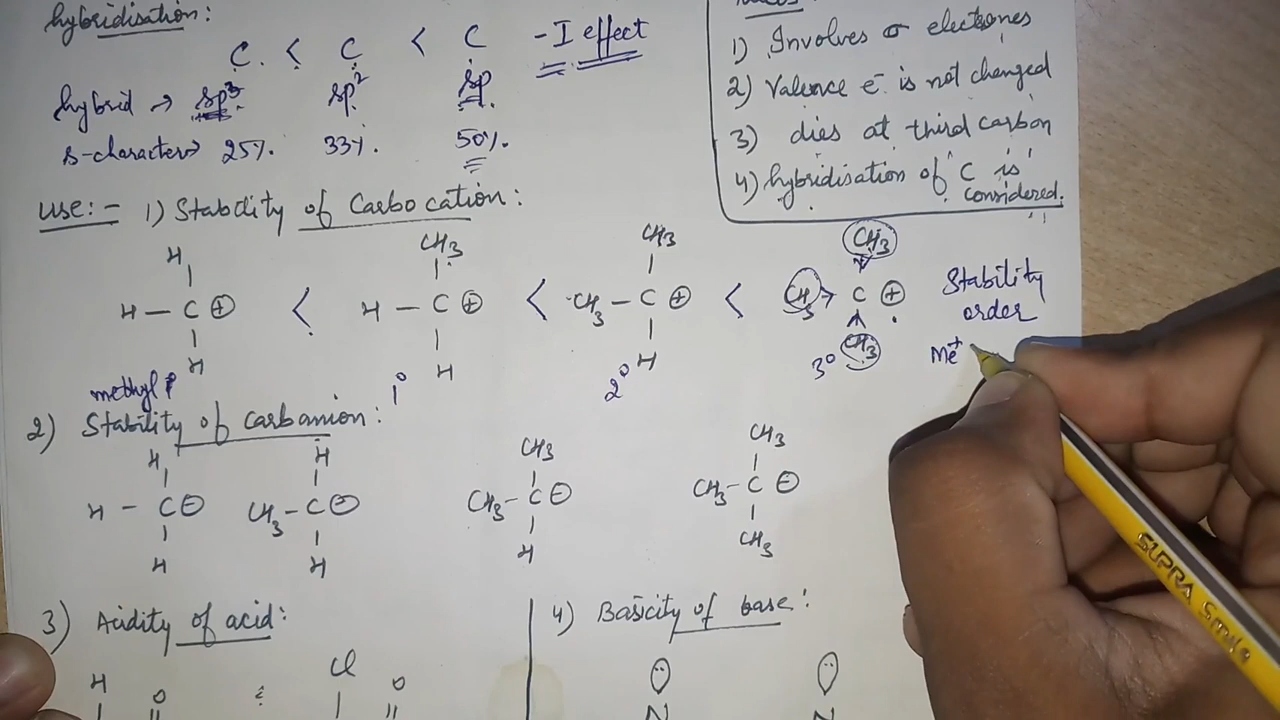 hybridisation:
C < C < C - I effect
hybrid → sp3 sp2 sp
s-character→ 25%. 33%. 50%.
1) Involves σ electrones
2) Valence e- is not changed
3) dies at third carbon
4) hybridisation of C is
considered.
Use:- 1) Stability of Carbocation:
H CH3 CH3 CH3
H - C ⊕ < H - C ⊕ < CH3 - C ⊕ < CH3 → C ⊕ Stability
order
H H H CH3
methyl 1° 2° 3° Me+
2) Stability of carbanion:
H H CH3 CH3
H - C ⊖ CH3 - C ⊖ CH3 - C ⊖ CH3 - C ⊖
H H H CH3
3) Acidity of acid:
4) Basicity of base:
H O Cl O
N N
SUPRA Smile